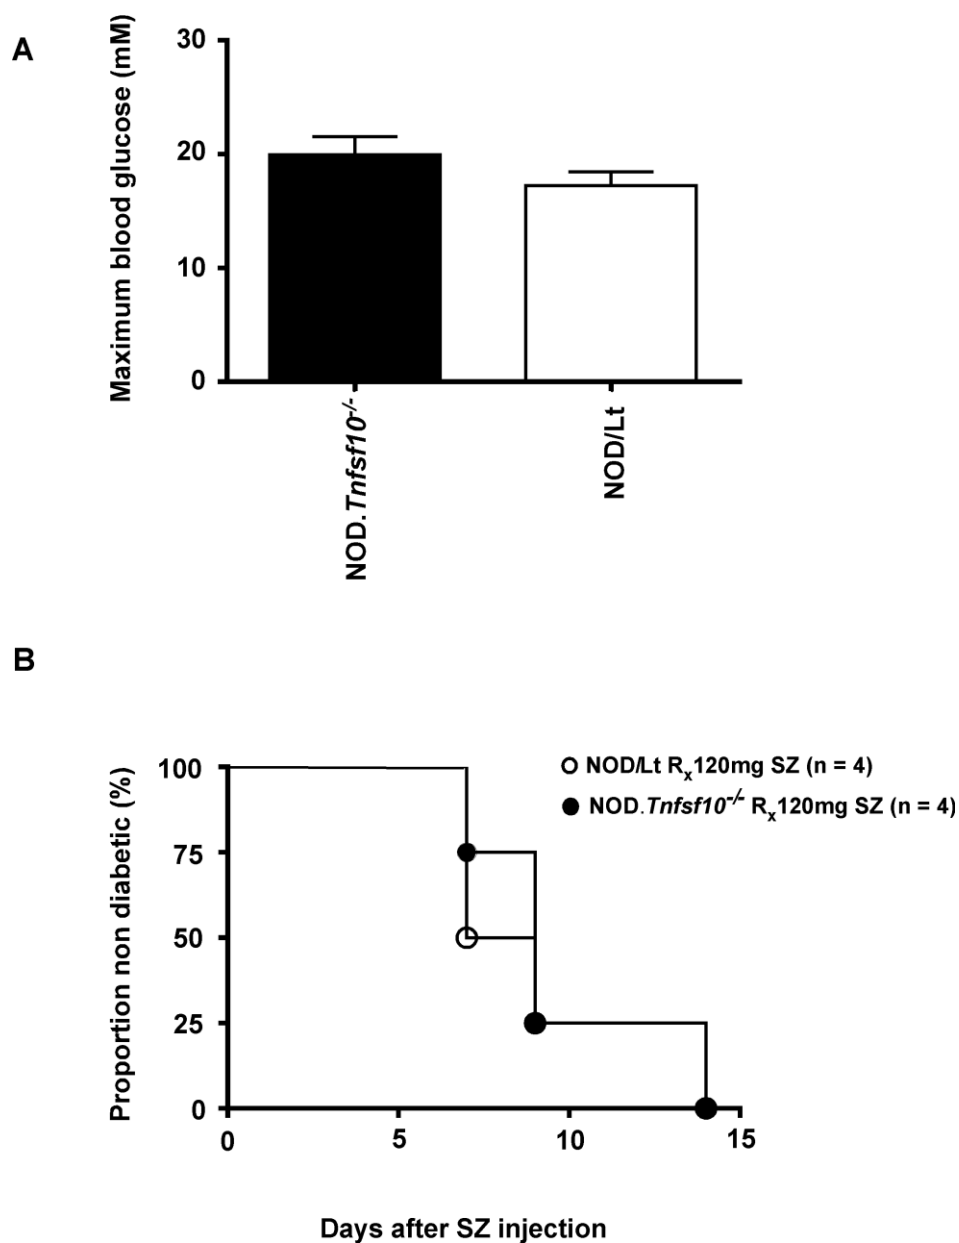 A
Maximum blood glucose (mM)
30
20
10
0
NOD.Tnfsf10-/-
NOD/Lt
B
Proportion non diabetic (%)
100
75
50
25
0
NOD/Lt Rx120mg SZ (n = 4)
NOD.Tnfsf10-/- Rx120mg SZ (n = 4)
0
5
10
15
Days after SZ injection